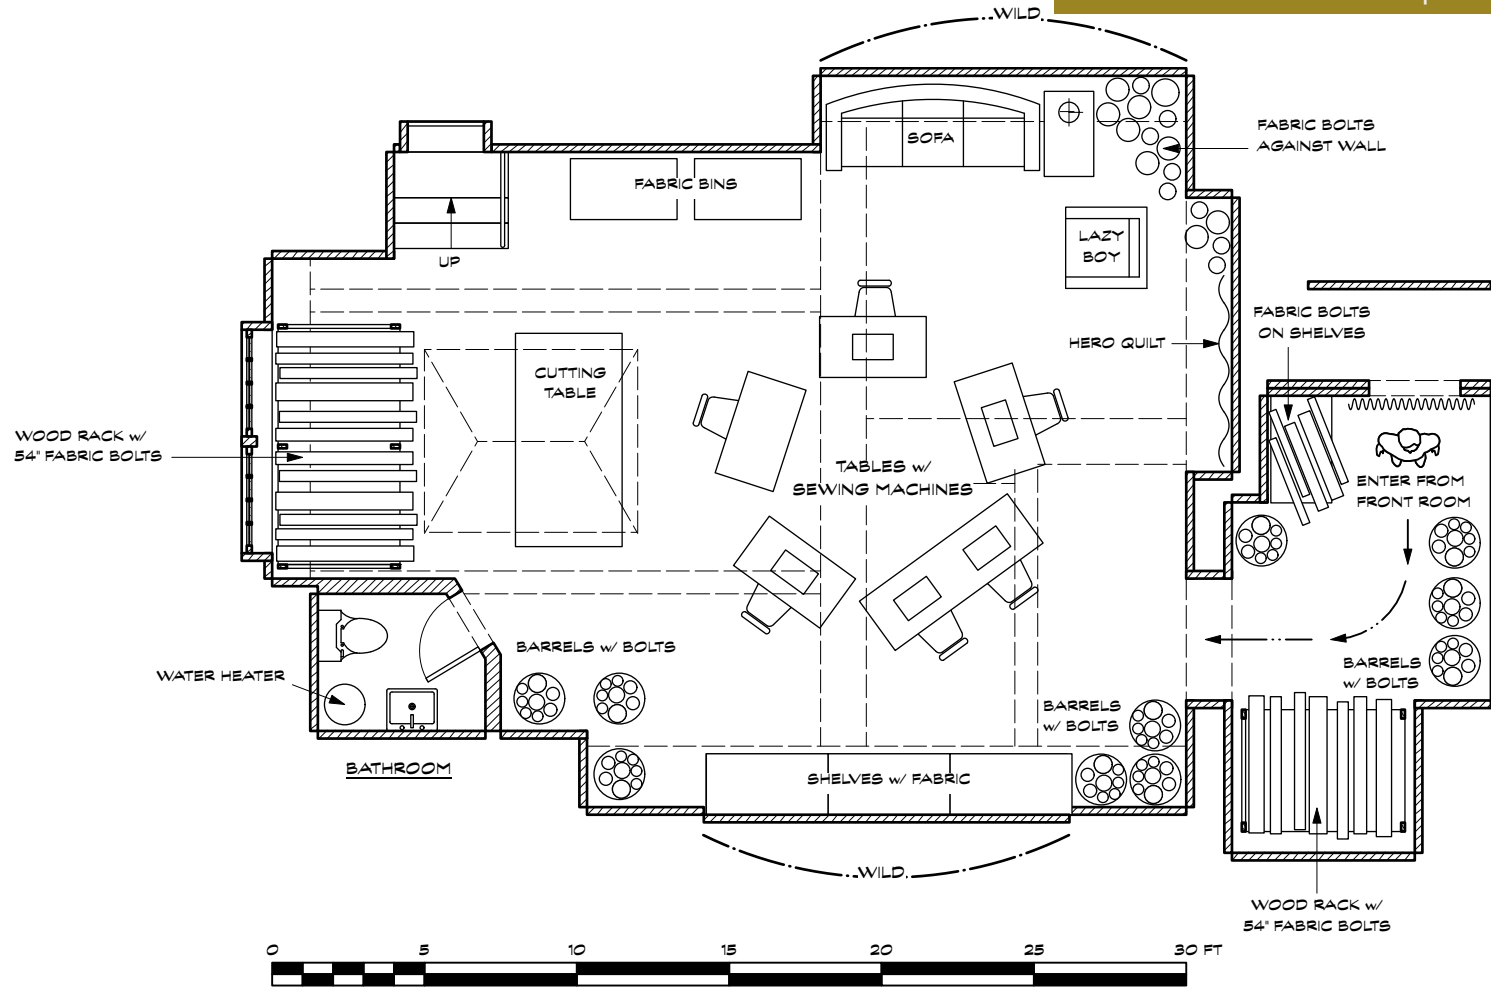 WILD
SOFA
FABRIC BOLTS
AGAINST WALL
FABRIC BINS
LAZY
BOY
UP
FABRIC BOLTS
ON SHELVES
HERO QUILT
CUTTING
TABLE
WOOD RACK w/
54" FABRIC BOLTS
TABLES w/
SEWING MACHINES
ENTER FROM
FRONT ROOM
BARRELS w/ BOLTS
WATER HEATER
BARRELS
w/ BOLTS
BARRELS
w/ BOLTS
BATHROOM
SHELVES w/ FABRIC
WILD
WOOD RACK w/
54" FABRIC BOLTS
0 5 10 15 20 25 30 FT